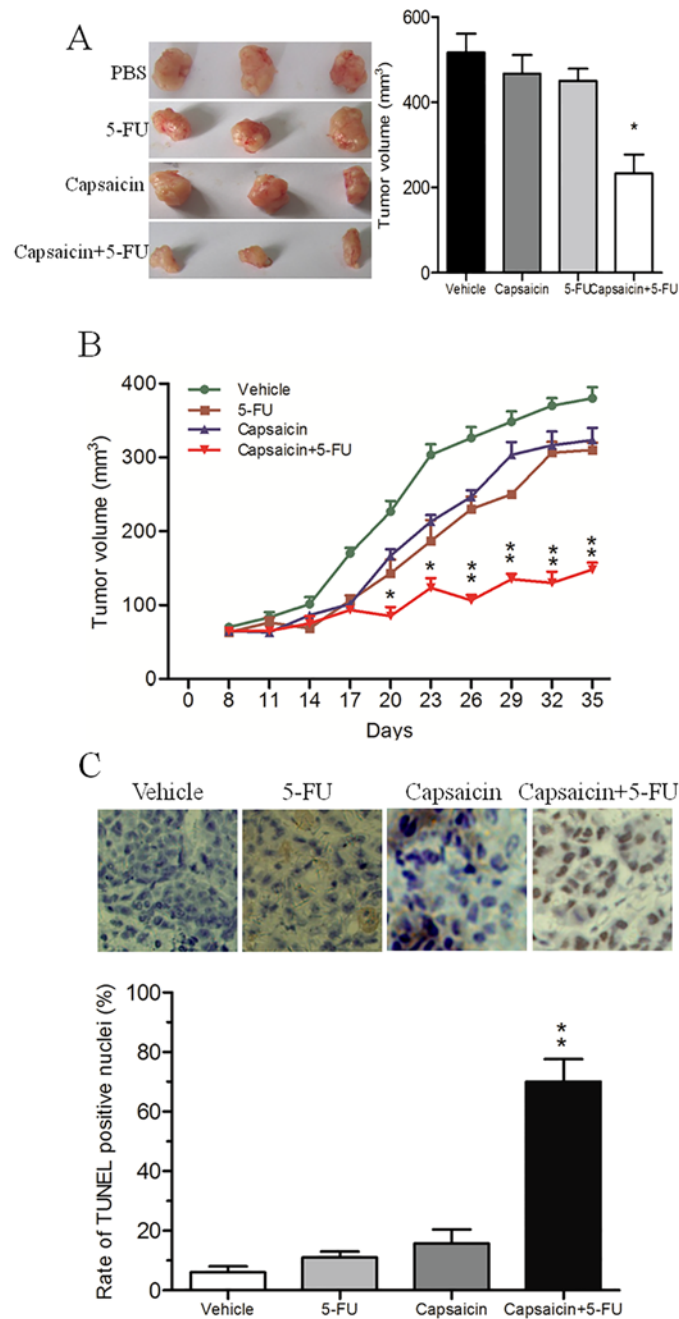 A
PBS
5-FU
Capsaicin
Capsaicin+5-FU
Tumor volume (mm³)
600
400
200
0
*
Vehicle Capsaicin 5-FU Capsaicin+5-FU
B
Tumor volume (mm³)
400
300
200
100
0
Vehicle
5-FU
Capsaicin
Capsaicin+5-FU
* * ** ** ** **
0 8 11 14 17 20 23 26 29 32 35
Days
C
Vehicle 5-FU Capsaicin Capsaicin+5-FU
Rate of TUNEL positive nuclei (%)
100
80
60
40
20
0
**
Vehicle 5-FU Capsaicin Capsaicin+5-FU